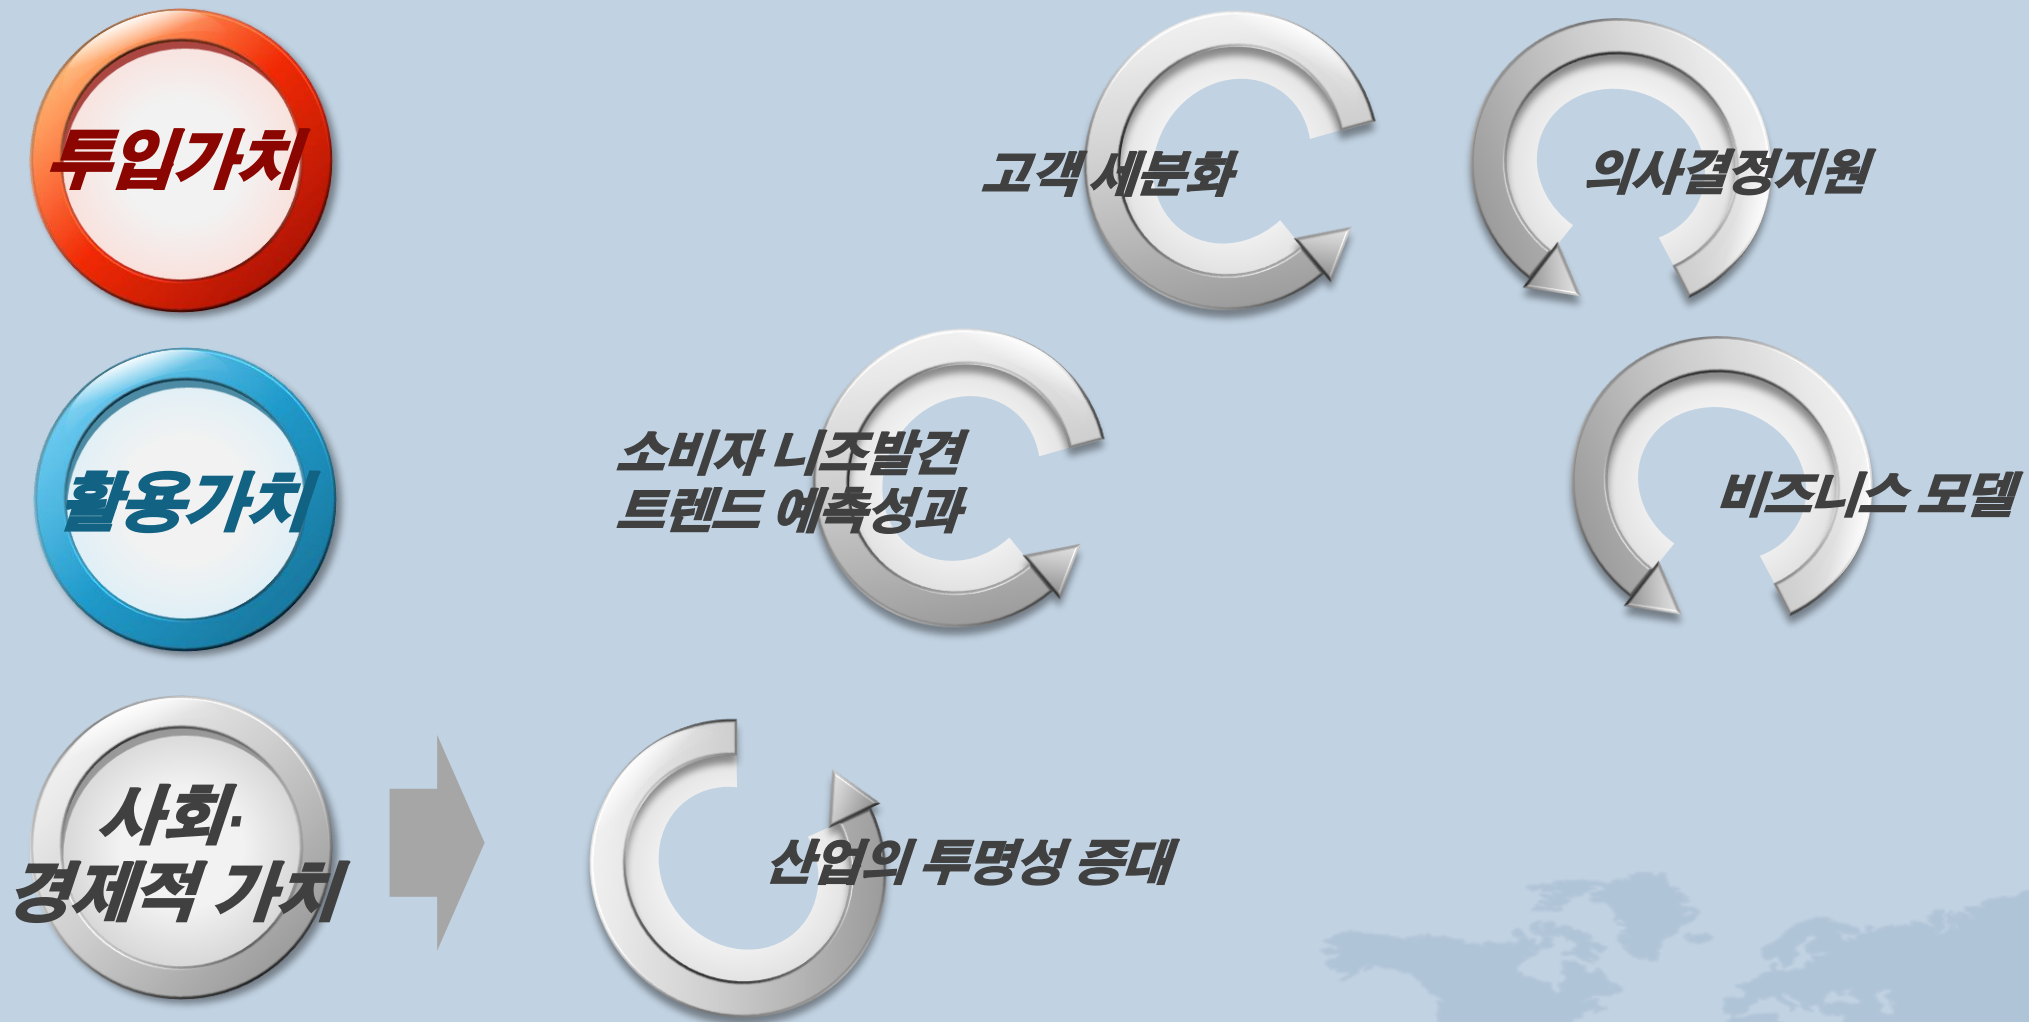 투입가치
고객 세분화
의사결정지원
활용가치
소비자 니즈발견
트렌드 예측성과
비즈니스 모델
사회·
경제적 가치
산업의 투명성 증대